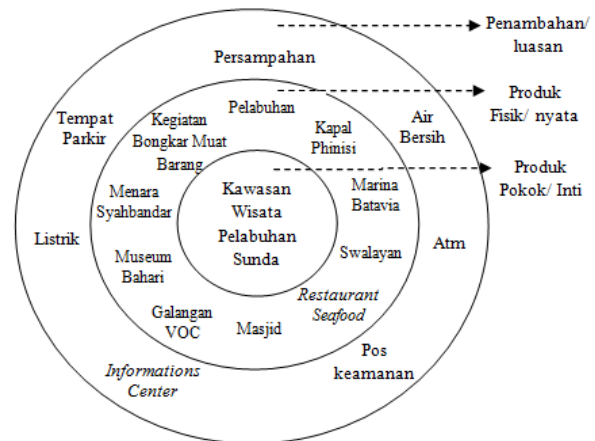 Penambahan/
luasan
Persampahan
Produk
Fisik/ nyata
Tempat
Parkir
Pelabuhan
Kegiatan
Bongkar Muat
Barang
Kapal
Phinisi
Air
Bersih
Produk
Pokok/ Inti
Menara
Syahbandar
Kawasan
Wisata
Pelabuhan
Sunda
Marina
Batavia
Listrik
Museum
Bahari
Swalayan
Atm
Galangan
VOC
Masjid
Restaurant
Seafood
Informations
Center
Pos
keamanan